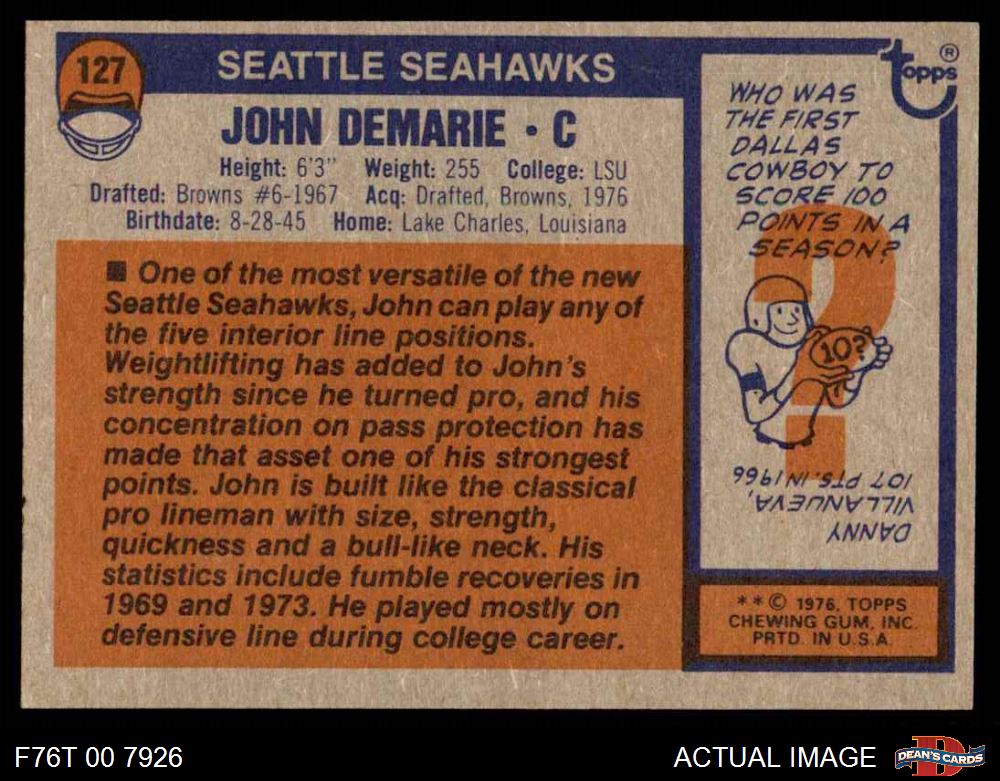 127
SEATTLE SEAHAWKS
JOHN DEMARIE • C
Height: 6'3" Weight: 255 College: LSU
Drafted: Browns #6-1967 Acq: Drafted, Browns, 1976
Birthdate: 8-28-45 Home: Lake Charles, Louisiana
■ One of the most versatile of the new
Seattle Seahawks, John can play any of
the five interior line positions.
Weightlifting has added to John's
strength since he turned pro, and his
concentration on pass protection has
made that asset one of his strongest
points. John is built like the classical
pro lineman with size, strength,
quickness and a bull-like neck. His
statistics include fumble recoveries in
1969 and 1973. He played mostly on
defensive line during college career.
topps ®
WHO WAS
THE FIRST
DALLAS
COWBOY TO
SCORE 100
POINTS IN A
SEASON?
?
10?
DANNY
VILLANUEVA,
107 PTS. IN 1966
**© 1976, TOPPS
CHEWING GUM, INC.
PRTD. IN U.S.A.
F76T 00 7926
ACTUAL IMAGE
D
DEAN'S CARDS